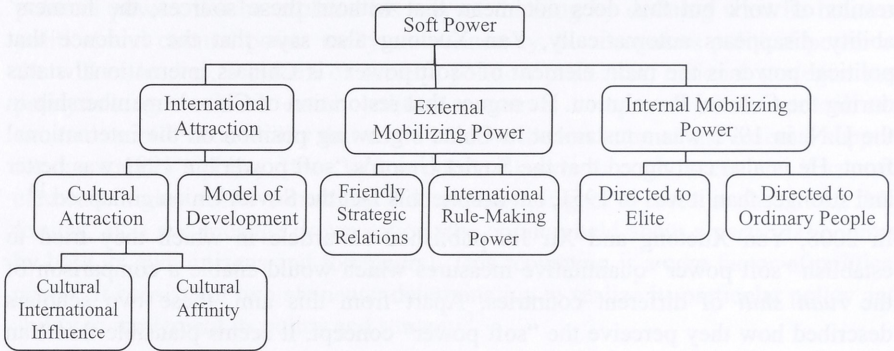 Soft Power
International
Attraction
External
Mobilizing Power
Internal Mobilizing
Power
Cultural
Attraction
Model of
Development
Friendly
Strategic
Relations
International
Rule-Making
Power
Directed to
Elite
Directed to
Ordinary People
Cultural
International
Influence
Cultural
Affinity